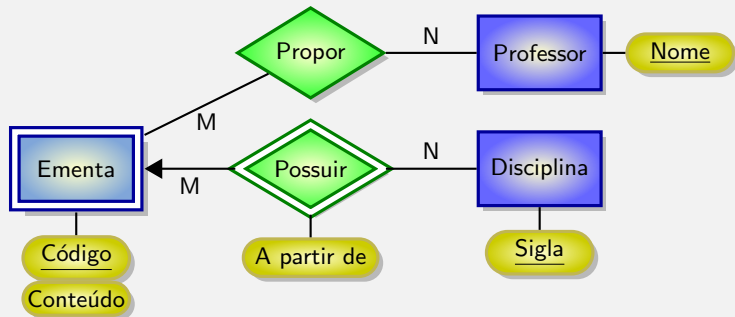 Propor
N
Professor
Nome
M
Ementa
M
Possuir
N
Disciplina
Código
Conteúdo
A partir de
Sigla